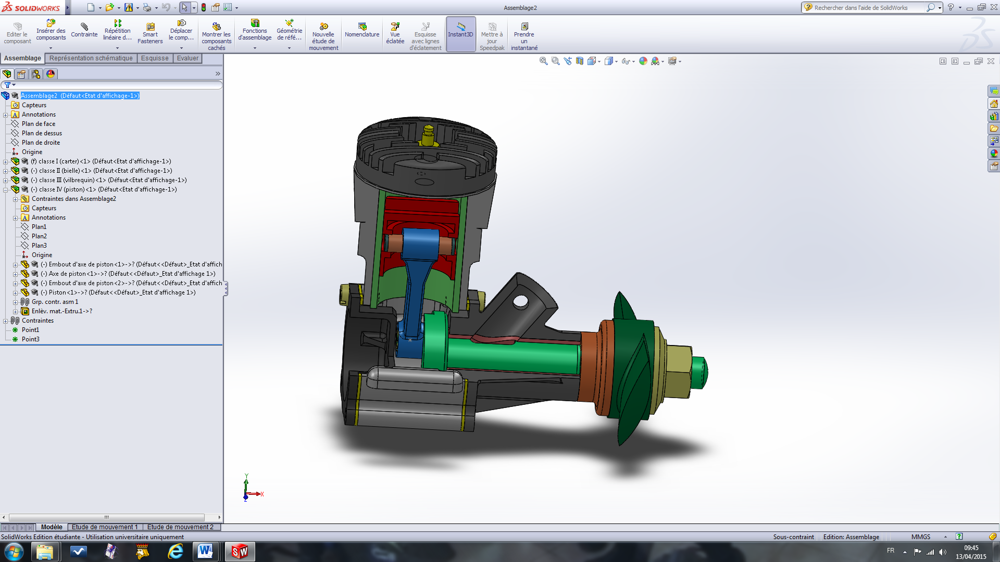 SOLIDWORKS
Assemblage2
Rechercher dans l'aide de SolidWorks
Editer le composant
Insérer des composants
Contrainte
Répétition linéaire d...
Smart Fasteners
Déplacer le comp...
Montrer les composants cachés
Fonctions d'assemblage
Géométrie de réfé...
Nouvelle étude de mouvement
Nomenclature
Vue éclatée
Esquisse avec lignes d'éclatement
Instant3D
Mettre à jour Speedpak
Prendre un instantané
Assemblage
Représentation schématique
Esquisse
Evaluer
Assemblage2 (Défaut<Etat d'affichage-1>)
Capteurs
Annotations
Plan de face
Plan de dessus
Plan de droite
Origine
(f) classe I (carter)<1> (Défaut<Etat d'affichage-1>)
(-) classe II (bielle)<1> (Défaut<Etat d'affichage-1>)
(-) classe III (vilbrequin)<1> (Défaut<Etat d'affichage-1>)
(-) classe IV (piston)<1> (Défaut<Etat d'affichage-1>)
Contraintes dans Assemblage2
Capteurs
Annotations
Plan1
Plan2
Plan3
Origine
(-) Embout d'axe de piston<1>->? (Défaut<<Défaut>_Etat d'affich
(-) Axe de piston<1>->? (Défaut<<Défaut>_Etat d'affichage 1>)
(-) Embout d'axe de piston<2>->? (Défaut<<Défaut>_Etat d'affich
(-) Piston<1>->? (Défaut<<Défaut>_Etat d'affichage 1>)
Grp. contr. asm 1
Enlèv. mat.-Extru.1->?
Contraintes
Point1
Point3
Y
X
Z
Modèle
Etude de mouvement 1
Etude de mouvement 2
SolidWorks Edition étudiante - Utilisation universitaire uniquement
Sous-contraint
Edition: Assemblage
MMGS
FR
09:45
13/04/2015